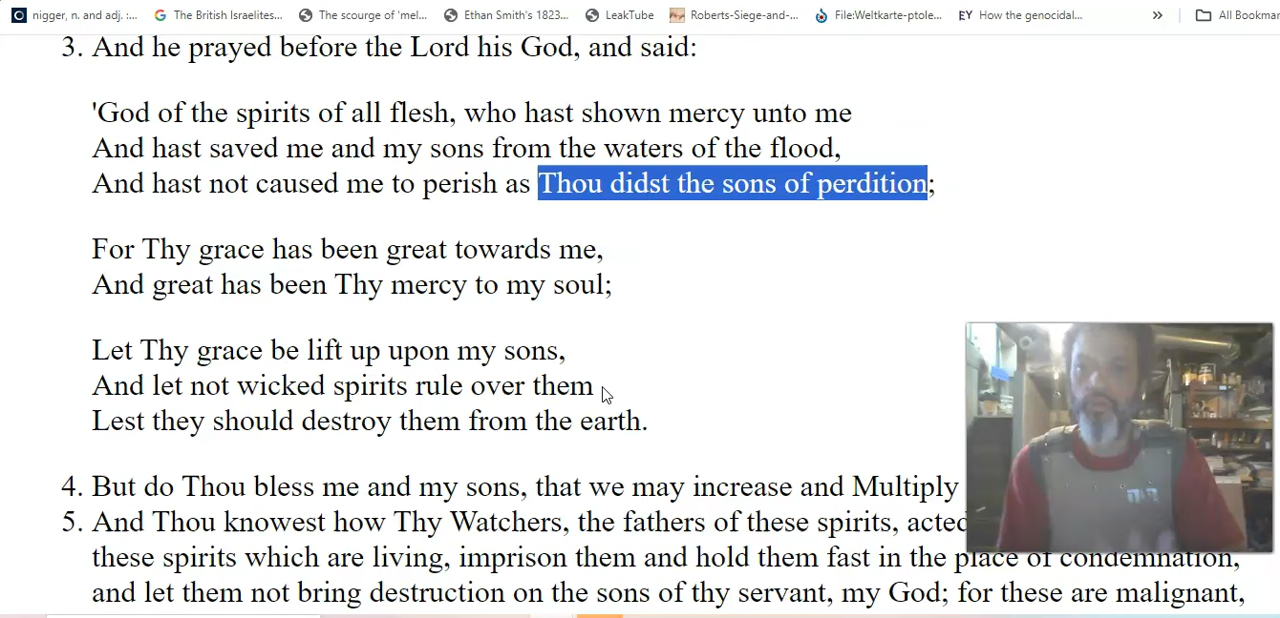 nigger, n. and adj. :... The British Israelites... The scourge of 'mel... Ethan Smith's 1823... LeakTube Roberts-Siege-and-... File:Weltkarte-ptole... EY How the genocidal... » All Bookmar
3. And he prayed before the Lord his God, and said:
'God of the spirits of all flesh, who hast shown mercy unto me
And hast saved me and my sons from the waters of the flood,
And hast not caused me to perish as Thou didst the sons of perdition;
For Thy grace has been great towards me,
And great has been Thy mercy to my soul;
Let Thy grace be lift up upon my sons,
And let not wicked spirits rule over them
Lest they should destroy them from the earth.
4. But do Thou bless me and my sons, that we may increase and Multiply
5. And Thou knowest how Thy Watchers, the fathers of these spirits, acted
these spirits which are living, imprison them and hold them fast in the place of condemnation,
and let them not bring destruction on the sons of thy servant, my God; for these are malignant,